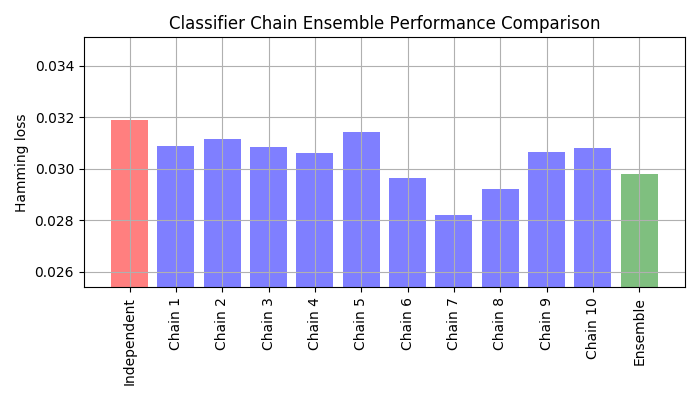 Classifier Chain Ensemble Performance Comparison
Hamming loss
0.034
0.032
0.030
0.028
0.026
Independent
Chain 1
Chain 2
Chain 3
Chain 4
Chain 5
Chain 6
Chain 7
Chain 8
Chain 9
Chain 10
Ensemble